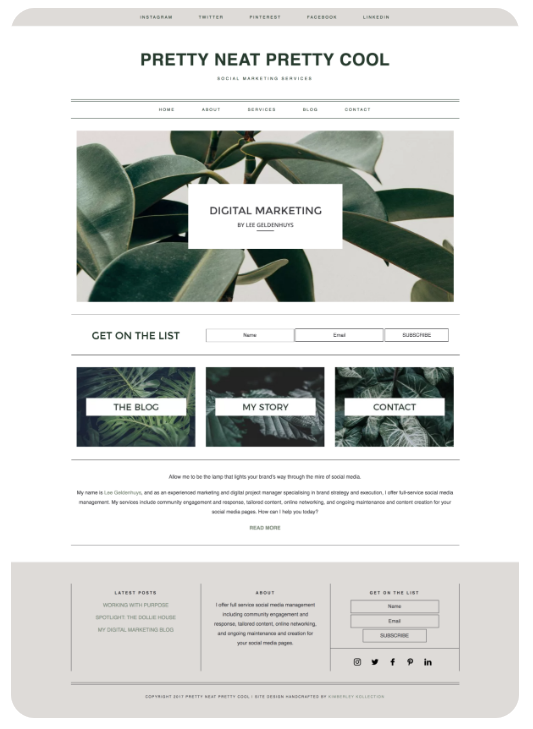 INSTAGRAM TWITTER PINTEREST FACEBOOK LINKEDIN
PRETTY NEAT PRETTY COOL
SOCIAL MARKETING SERVICES
HOME ABOUT SERVICES BLOG CONTACT
DIGITAL MARKETING
BY LEE GELDENHUYS
GET ON THE LIST Name Email SUBSCRIBE
THE BLOG MY STORY CONTACT
Allow me to be the lamp that lights your brand's way through the mire of social media.
My name is Lee Geldenhuys, and as an experienced marketing and digital project manager specialising in brand strategy and execution, I offer full-service social media
management. My services include community engagement and response, tailored content, online networking, and ongoing maintenance and content creation for your
social media pages. How can I help you today?
READ MORE
LATEST POSTS
WORKING WITH PURPOSE
SPOTLIGHT: THE DOLLIE HOUSE
MY DIGITAL MARKETING BLOG
ABOUT
I offer full service social media management
including community engagement and
response, tailored content, online networking,
and ongoing maintenance and creation for
your social media pages.
GET ON THE LIST
Name
Email
SUBSCRIBE
COPYRIGHT 2017 PRETTY NEAT PRETTY COOL | SITE DESIGN HANDCRAFTED BY KIMBERLEY